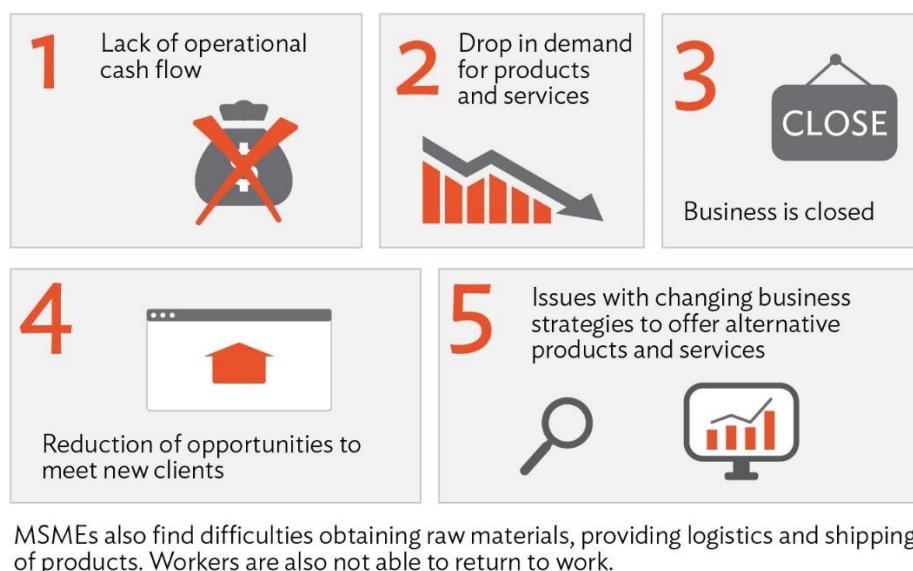 1
Lack of operational
cash flow
2
Drop in demand
for products
and services
3
CLOSE
Business is closed
4
Reduction of opportunities to
meet new clients
5
Issues with changing business
strategies to offer alternative
products and services
MSMEs also find difficulties obtaining raw materials, providing logistics and shipping
of products. Workers are also not able to return to work.